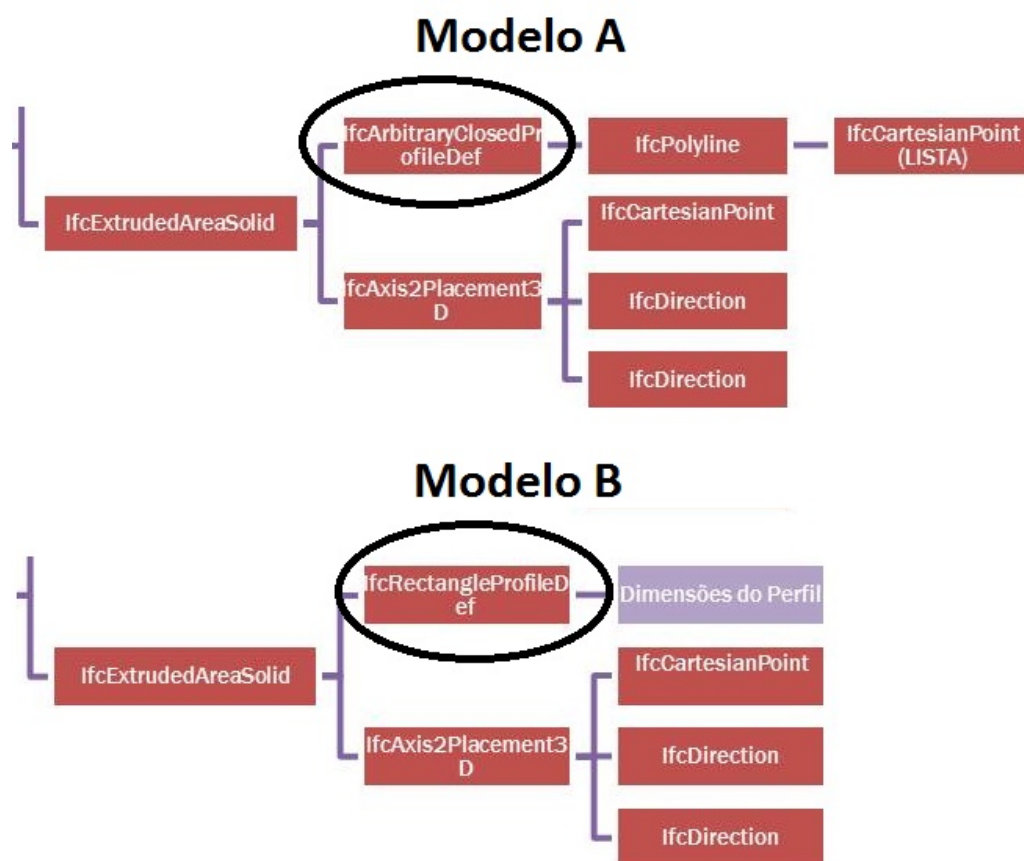 Modelo A
IfcArbitraryClosedPr
ofileDef
IfcPolyline
IfcCartesianPoint
(LISTA)
IfcExtrudedAreaSolid
IfcCartesianPoint
IfcAxis2Placement3
D
IfcDirection
IfcDirection
Modelo B
IfcRectangleProfileD
ef
Dimensões do Perfil
IfcExtrudedAreaSolid
IfcCartesianPoint
IfcAxis2Placement3
D
IfcDirection
IfcDirection